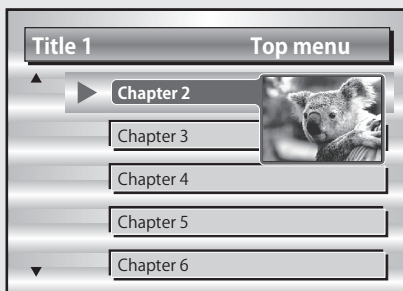 Title 1 Top menu
Chapter 2
Chapter 3
Chapter 4
Chapter 5
Chapter 6